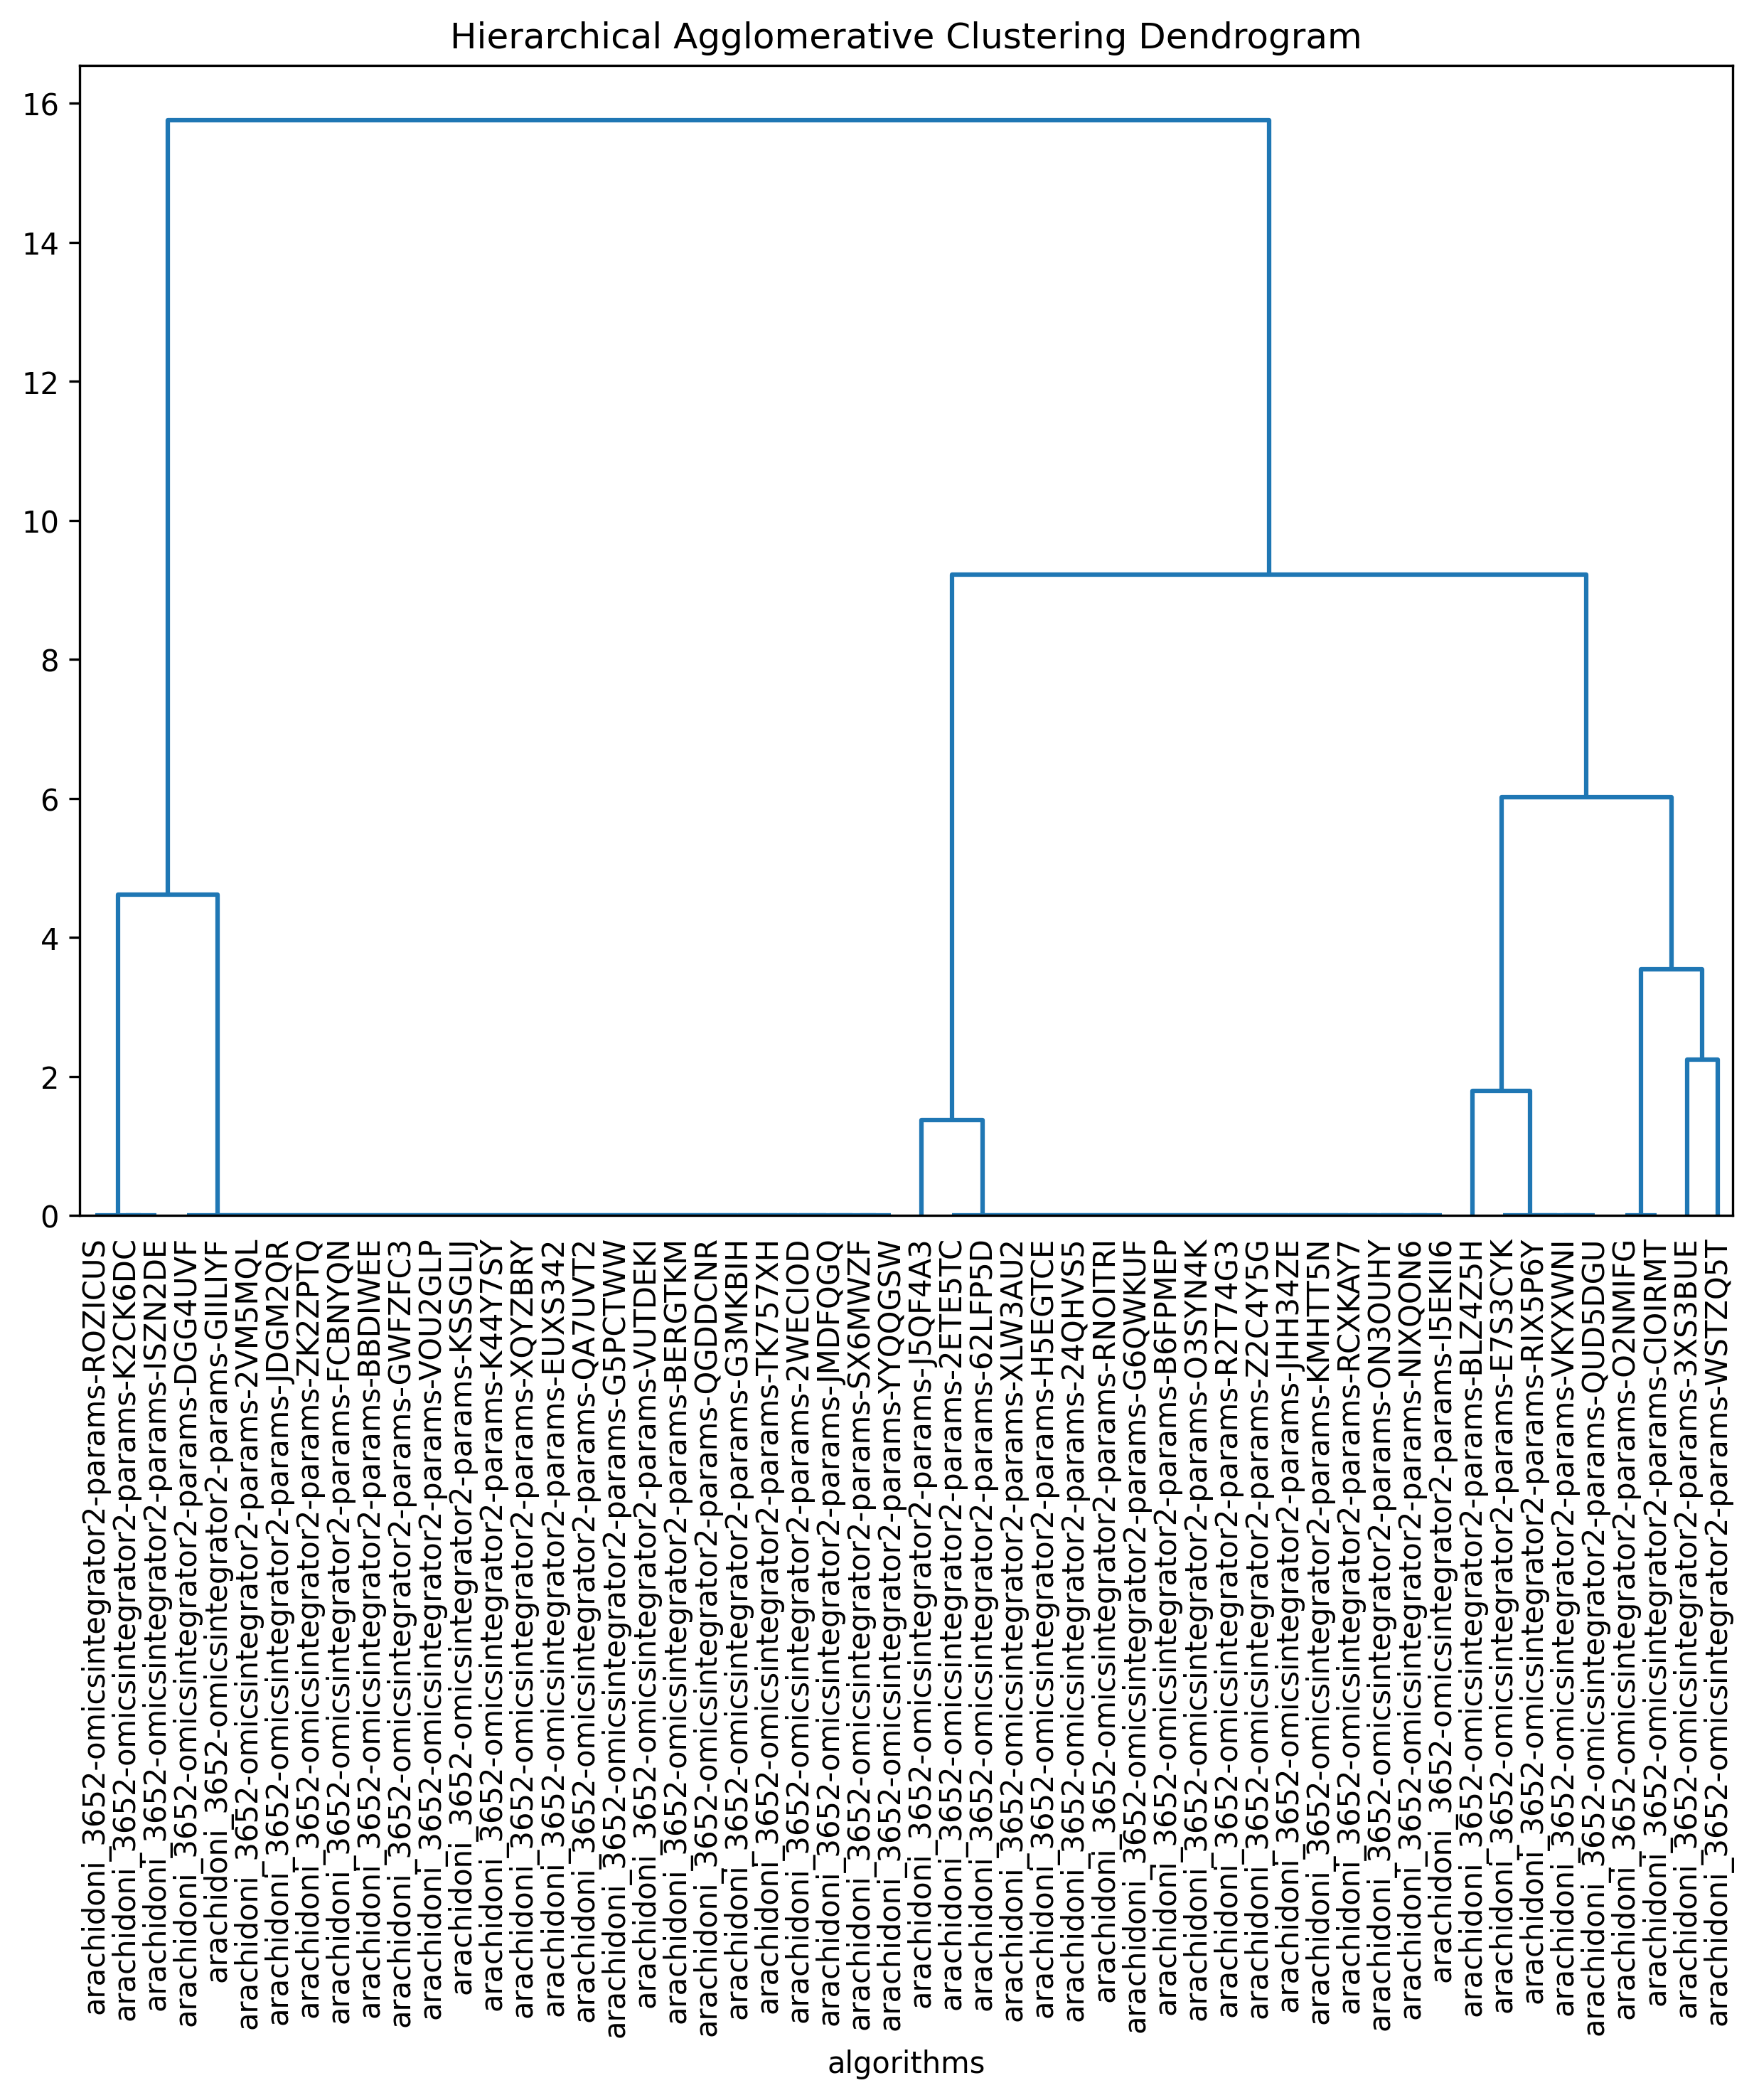 Hierarchical Agglomerative Clustering Dendrogram
16
14
12
10
8
6
4
2
0
arachidoni_3652-omicsintegrator2-params-ROZICUS
arachidoni_3652-omicsintegrator2-params-K2CK6DC
arachidoni_3652-omicsintegrator2-params-ISZN2DE
arachidoni_3652-omicsintegrator2-params-DGG4UVF
arachidoni_3652-omicsintegrator2-params-GIILIYF
arachidoni_3652-omicsintegrator2-params-2VM5MQL
arachidoni_3652-omicsintegrator2-params-JDGM2QR
arachidoni_3652-omicsintegrator2-params-ZK2ZPTQ
arachidoni_3652-omicsintegrator2-params-FCBNYQN
arachidoni_3652-omicsintegrator2-params-BBDIWEE
arachidoni_3652-omicsintegrator2-params-GWFZFC3
arachidoni_3652-omicsintegrator2-params-VOU2GLP
arachidoni_3652-omicsintegrator2-params-KSSGLIJ
arachidoni_3652-omicsintegrator2-params-K44Y7SY
arachidoni_3652-omicsintegrator2-params-XQYZBRY
arachidoni_3652-omicsintegrator2-params-EUXS342
arachidoni_3652-omicsintegrator2-params-QA7UVT2
arachidoni_3652-omicsintegrator2-params-G5PCTWW
arachidoni_3652-omicsintegrator2-params-VUTDEKI
arachidoni_3652-omicsintegrator2-params-BERGTKM
arachidoni_3652-omicsintegrator2-params-QGDDCNR
arachidoni_3652-omicsintegrator2-params-G3MKBIH
arachidoni_3652-omicsintegrator2-params-TK757XH
arachidoni_3652-omicsintegrator2-params-2WECIOD
arachidoni_3652-omicsintegrator2-params-JMDFQGQ
arachidoni_3652-omicsintegrator2-params-SX6MWZF
arachidoni_3652-omicsintegrator2-params-YYQQGSW
arachidoni_3652-omicsintegrator2-params-J5QF4A3
arachidoni_3652-omicsintegrator2-params-2ETE5TC
arachidoni_3652-omicsintegrator2-params-62LFP5D
arachidoni_3652-omicsintegrator2-params-XLW3AU2
arachidoni_3652-omicsintegrator2-params-H5EGTCE
arachidoni_3652-omicsintegrator2-params-24QHVS5
arachidoni_3652-omicsintegrator2-params-RNOITRI
arachidoni_3652-omicsintegrator2-params-G6QWKUF
arachidoni_3652-omicsintegrator2-params-B6FPMEP
arachidoni_3652-omicsintegrator2-params-O3SYN4K
arachidoni_3652-omicsintegrator2-params-R2T74G3
arachidoni_3652-omicsintegrator2-params-Z2C4Y5G
arachidoni_3652-omicsintegrator2-params-JHH34ZE
arachidoni_3652-omicsintegrator2-params-KMHTT5N
arachidoni_3652-omicsintegrator2-params-RCXKAY7
arachidoni_3652-omicsintegrator2-params-ON3OUHY
arachidoni_3652-omicsintegrator2-params-NIXQON6
arachidoni_3652-omicsintegrator2-params-I5EKII6
arachidoni_3652-omicsintegrator2-params-BLZ4Z5H
arachidoni_3652-omicsintegrator2-params-E7S3CYK
arachidoni_3652-omicsintegrator2-params-RIX5P6Y
arachidoni_3652-omicsintegrator2-params-VKYXWNI
arachidoni_3652-omicsintegrator2-params-QUD5DGU
arachidoni_3652-omicsintegrator2-params-O2NMIFG
arachidoni_3652-omicsintegrator2-params-CIOIRMT
arachidoni_3652-omicsintegrator2-params-3XS3BUE
arachidoni_3652-omicsintegrator2-params-WSTZQ5T
algorithms